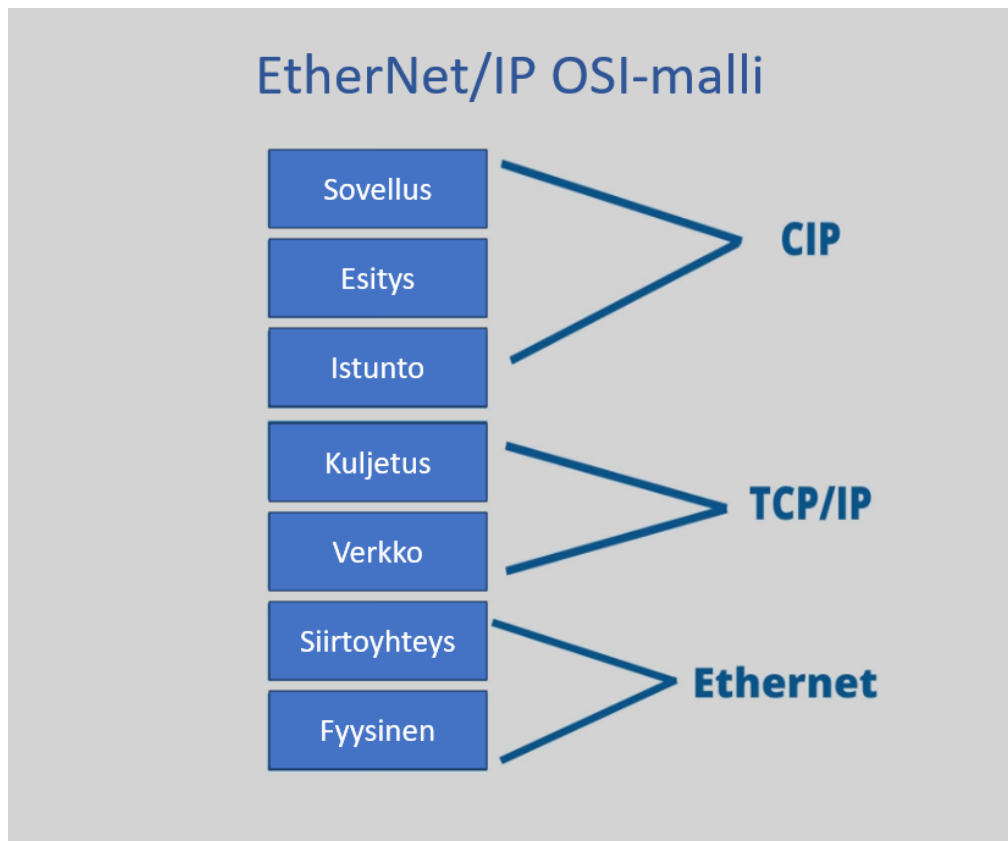 EtherNet/IP OSI-malli
Sovellus
Esitys
Istunto
CIP
Kuljetus
Verkko
TCP/IP
Siirtoyhteys
Fyysinen
Ethernet